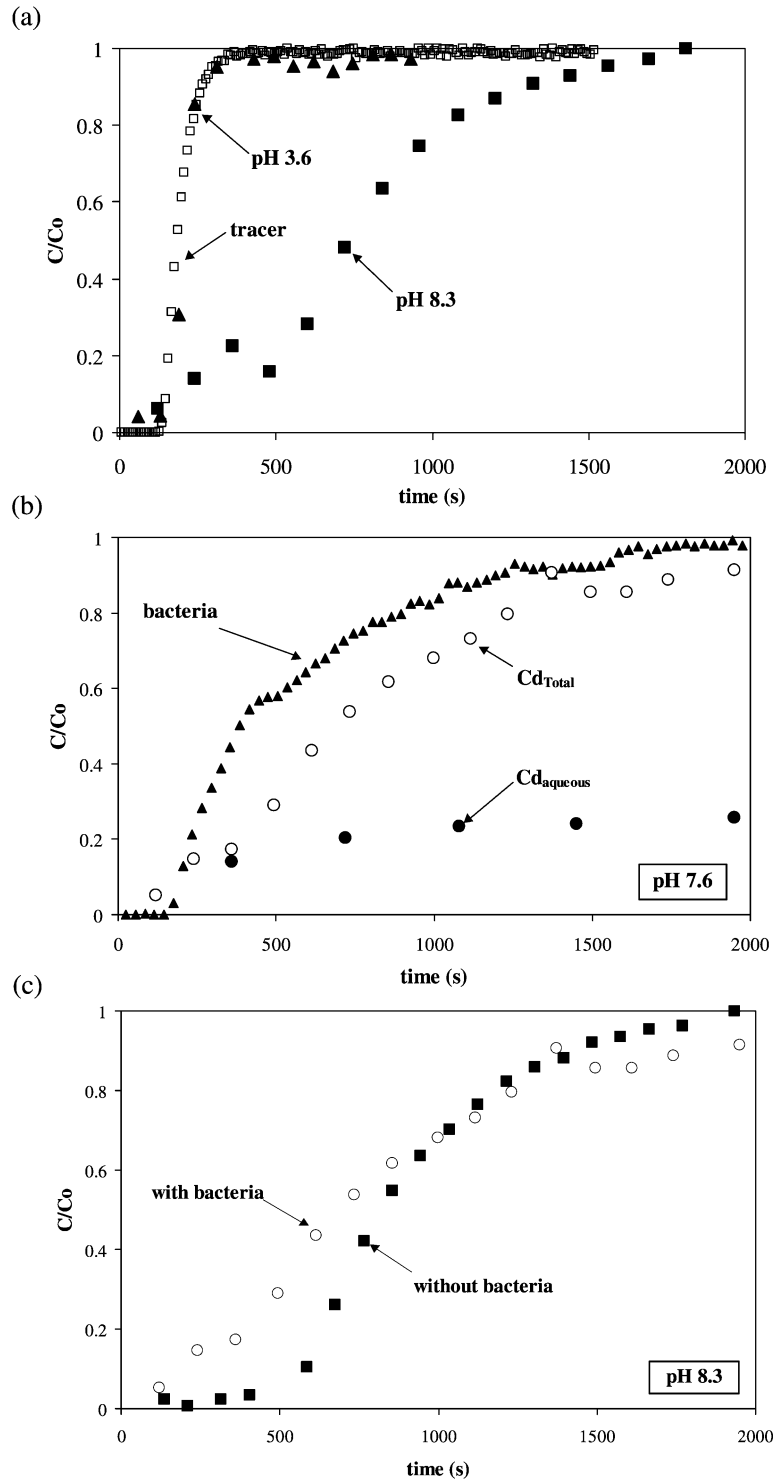 (a)
1
0.8
0.6
0.4
0.2
0
C/Co
pH 3.6
tracer
pH 8.3
0 500 1000 1500 2000
time (s)
(b)
1
0.8
0.6
0.4
0.2
0
C/Co
bacteria
CdTotal
Cdaqueous
pH 7.6
0 500 1000 1500 2000
time (s)
(c)
1
0.8
0.6
0.4
0.2
0
C/Co
with bacteria
without bacteria
pH 8.3
0 500 1000 1500 2000
time (s)